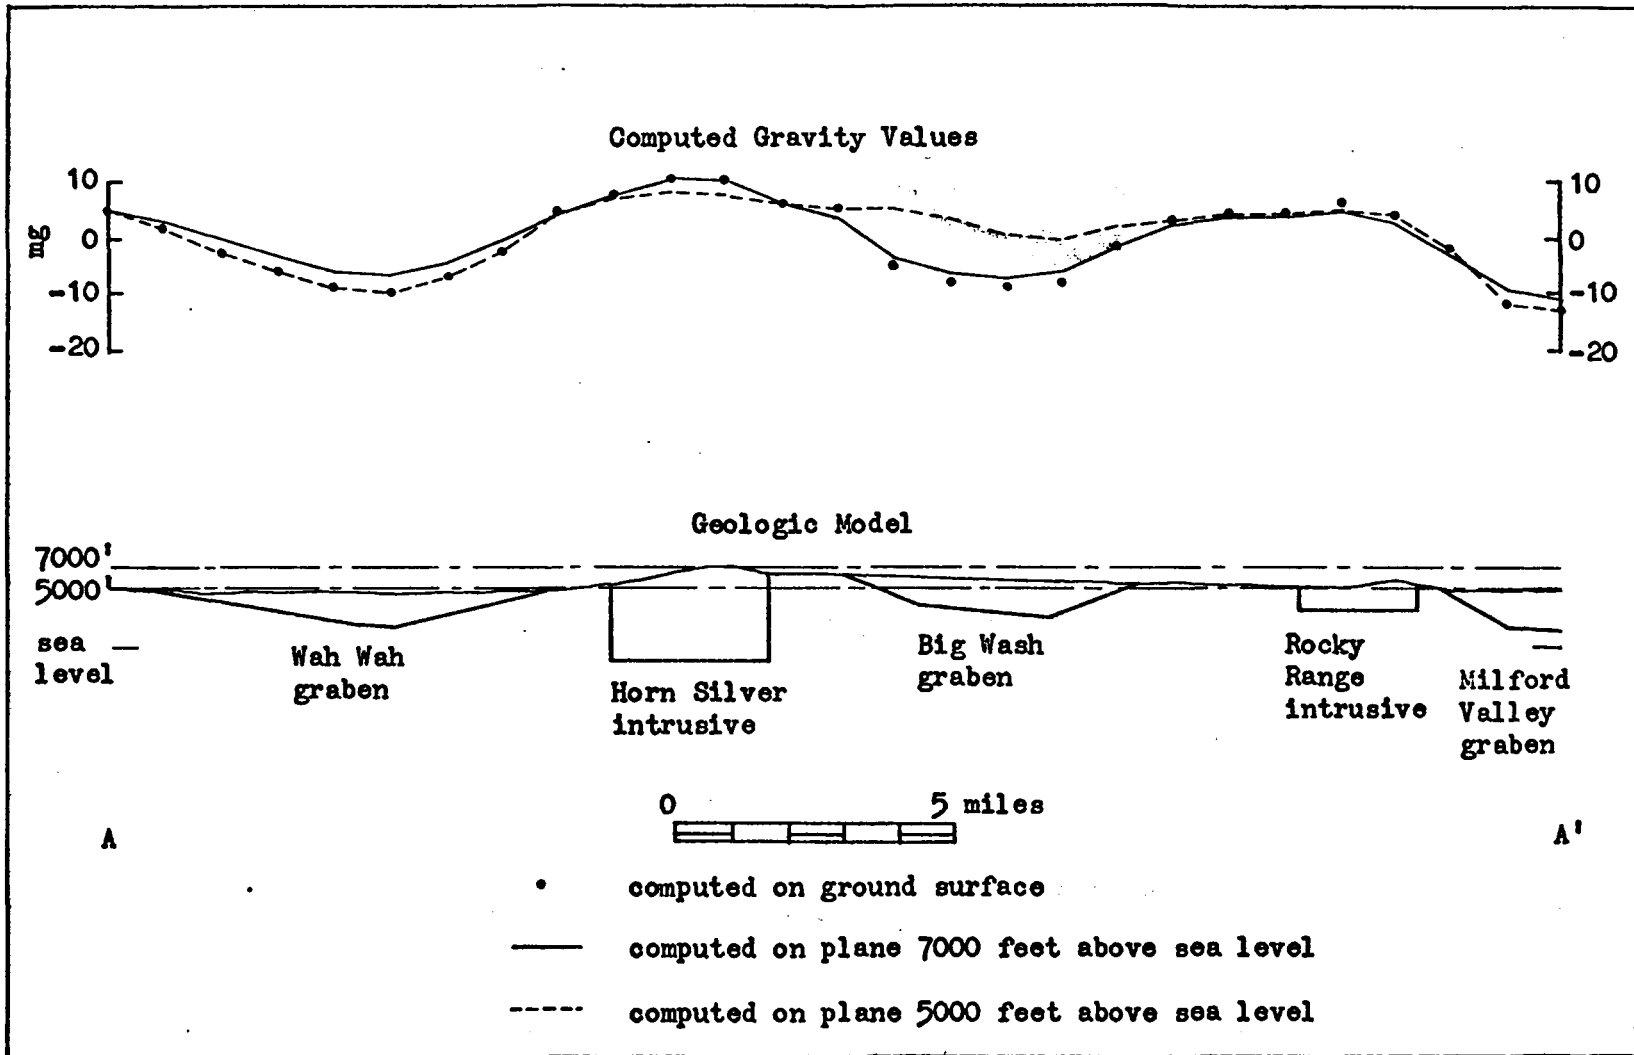 Computed Gravity Values
10
0
-10
-20
mg
10
0
-10
-20
Geologic Model
7000'
5000'
sea
level
Wah Wah
graben
Horn Silver
intrusive
Big Wash
graben
Rocky
Range
intrusive
Milford
Valley
graben
0 5 miles
A A'
computed on ground surface
computed on plane 7000 feet above sea level
computed on plane 5000 feet above sea level